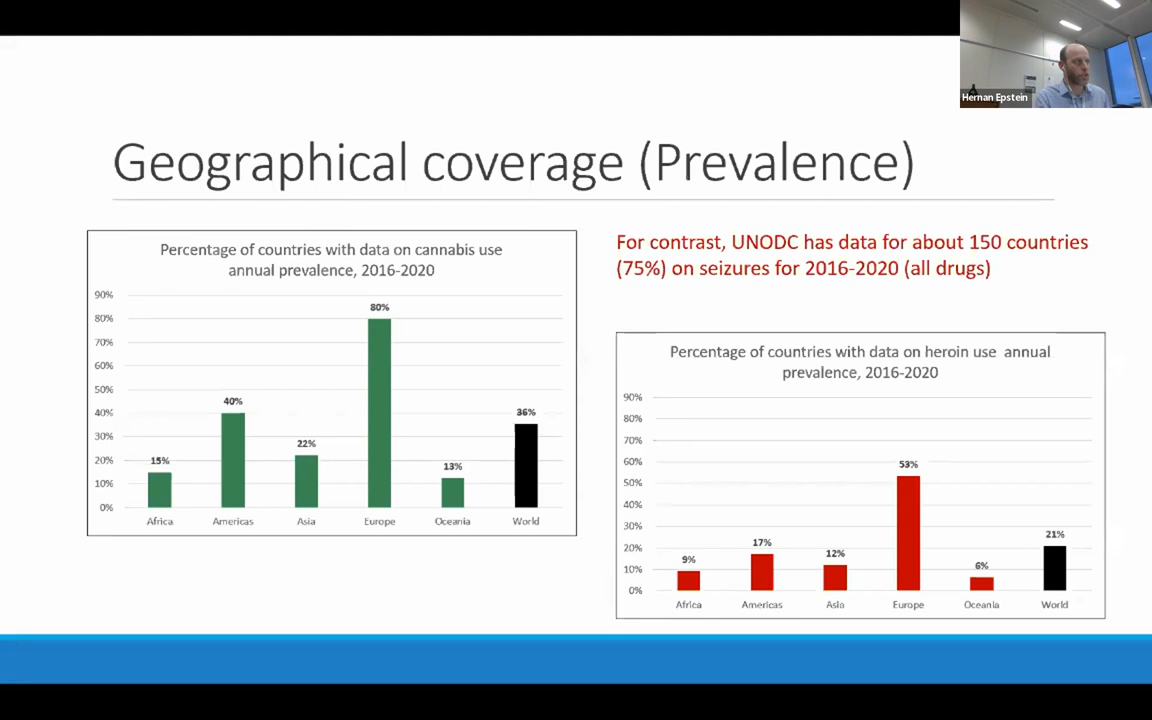 Hernan Epstein
Geographical coverage (Prevalence)
Percentage of countries with data on cannabis use
annual prevalence, 2016-2020
90%
80%
70%
60%
50%
40%
30%
20%
10%
0%
15%
40%
22%
80%
13%
36%
Africa
Americas
Asia
Europe
Oceania
World
For contrast, UNODC has data for about 150 countries
(75%) on seizures for 2016-2020 (all drugs)
Percentage of countries with data on heroin use annual
prevalence, 2016-2020
90%
80%
70%
60%
50%
40%
30%
20%
10%
0%
9%
17%
12%
53%
6%
21%
Africa
Americas
Asia
Europe
Oceania
World